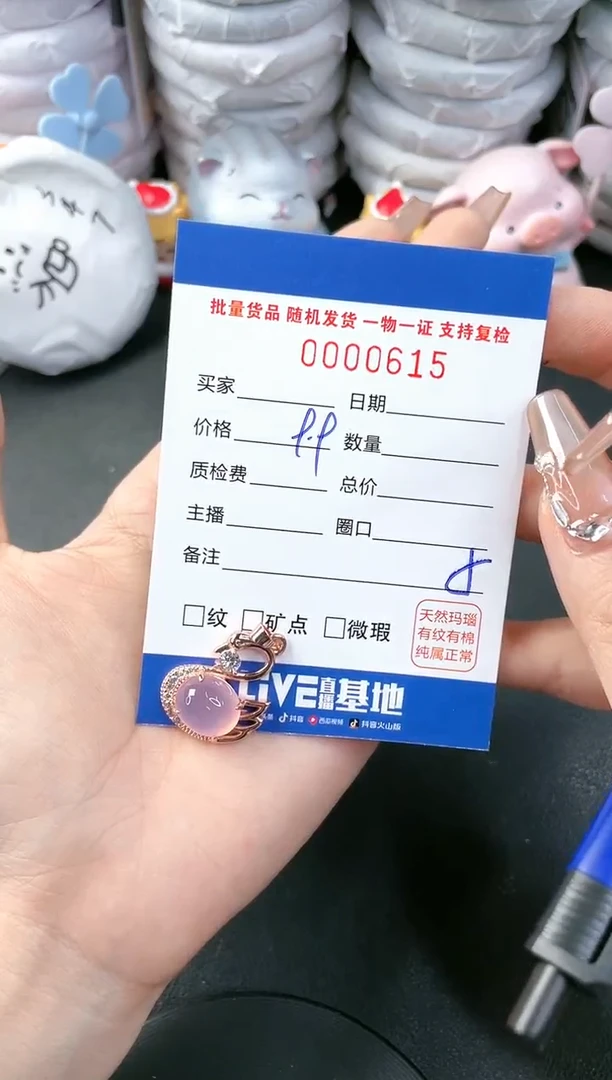 547
批量货品 随机发货 一物一证 支持复检
0000615
买家 日期
价格 数量
质检费 总价
主播 圈口
备注
天然玛瑙
有纹有棉
纯属正常
□纹 □矿点 □微瑕
LIVE直播基地
抖音 西瓜视频 抖音火山版